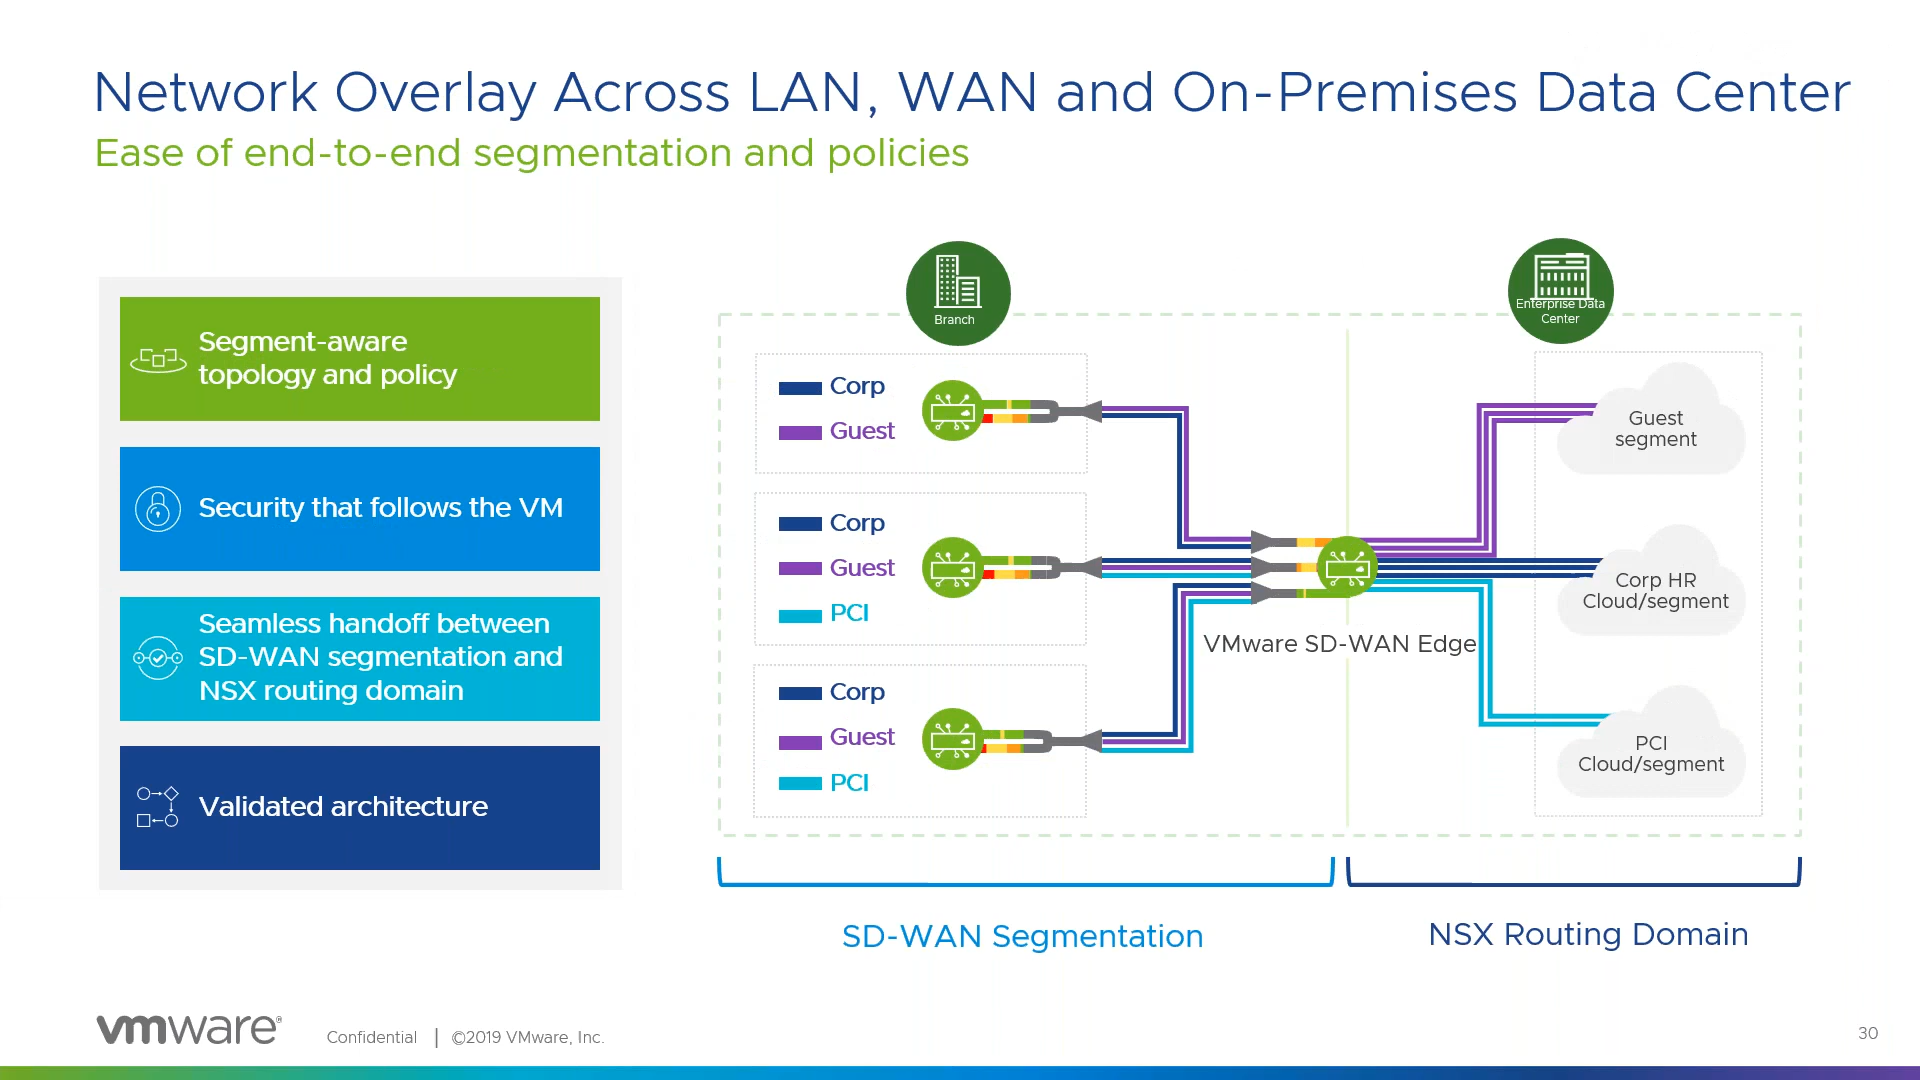 Network Overlay Across LAN, WAN and On-Premises Data Center
Ease of end-to-end segmentation and policies
Segment-aware
topology and policy
Security that follows the VM
Seamless handoff between
SD-WAN segmentation and
NSX routing domain
Validated architecture
Branch
Enterprise Data
Center
Corp
Guest
Corp
Guest
PCI
Corp
Guest
PCI
VMware SD-WAN Edge
Guest
segment
Corp HR
Cloud/segment
PCI
Cloud/segment
SD-WAN Segmentation
NSX Routing Domain
vmware®
Confidential | ©2019 VMware, Inc.
30